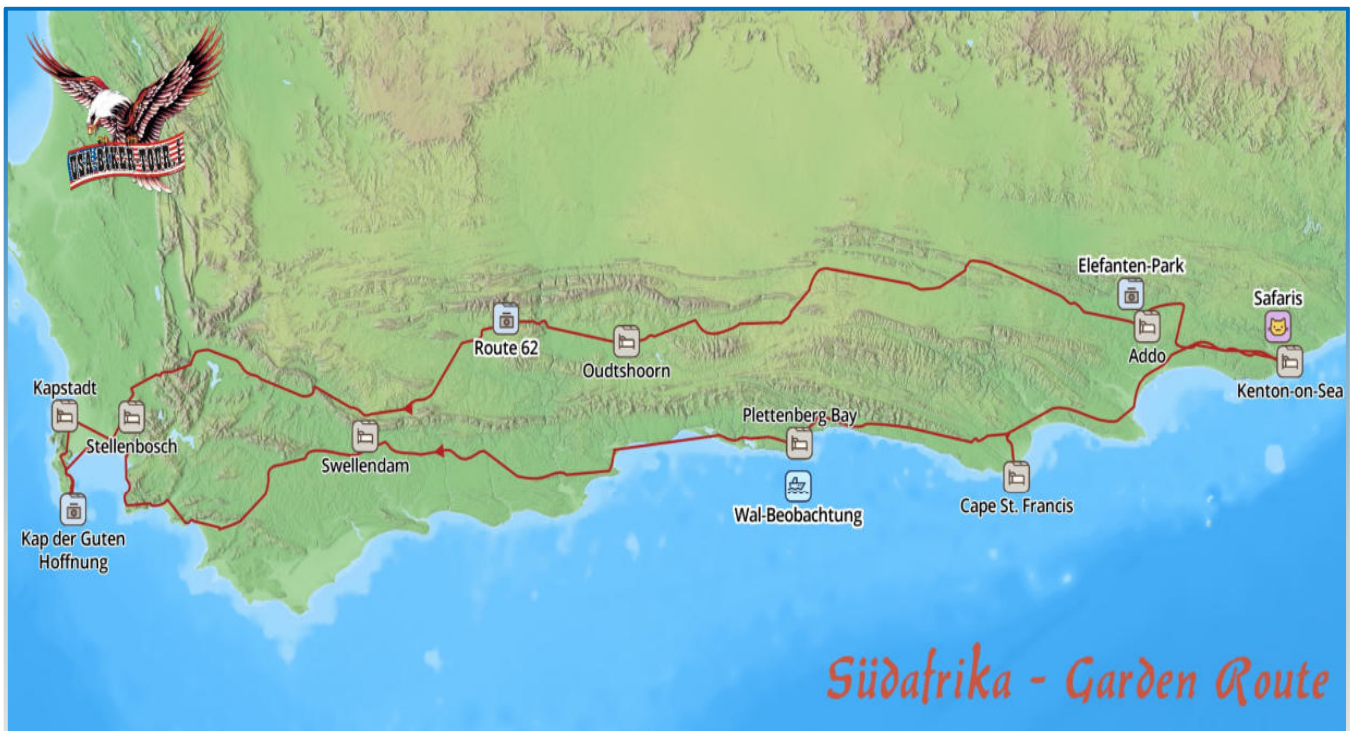 USA-BIKER-TOUR.
Elefanten-Park
Safaris
Route 62
Oudtshoorn
Addo
Kenton-on-Sea
Kapstadt
Stellenbosch
Plettenberg Bay
Swellendam
Wal-Beobachtung
Cape St. Francis
Kap der Guten
Hoffnung
Südafrika - Garden Route